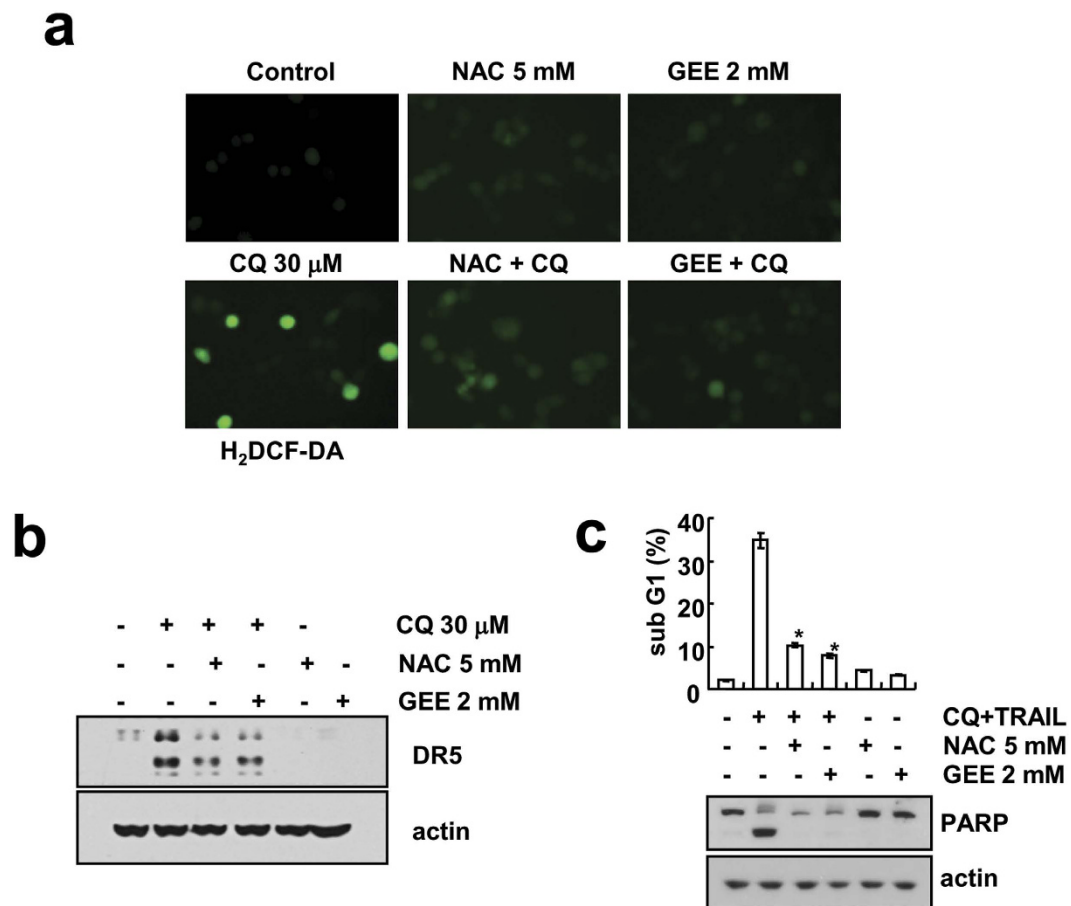 a
Control NAC 5 mM GEE 2 mM
CQ 30 μM NAC + CQ GEE + CQ
H₂DCF-DA
b
- + + + - CQ 30 μM
- - + - + - NAC 5 mM
- - - + - + GEE 2 mM
DR5
actin
c
sub G1 (%)
40
30
20
10
0
* *
- + + + - - CQ+TRAIL
- - + - + - NAC 5 mM
- - - + - + GEE 2 mM
PARP
actin